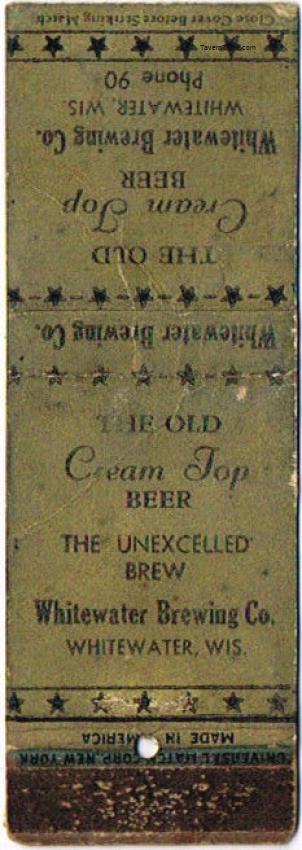 Close Cover Before Striking Match
Phone 90
WHITEWATER, WIS.
Whitewater Brewing Co.
BEER
Cream Top
THE OLD
Whitewater Brewing Co.
THE OLD
Cream Top
BEER
THE UNEXCELLED
BREW
Whitewater Brewing Co.
WHITEWATER, WIS.
MADE IN AMERICA
UNIVERSAL MATCH CORP. NEW YORK